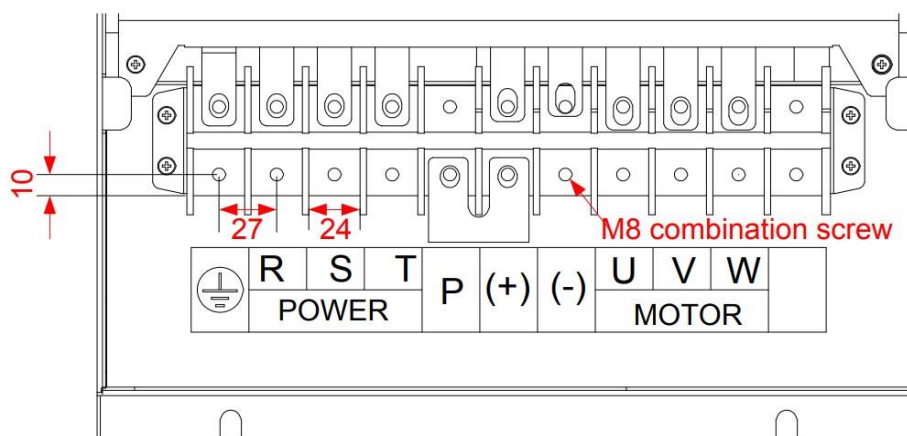 10
27
24
M8 combination screw
R S T P (+) (-) U V W
POWER MOTOR